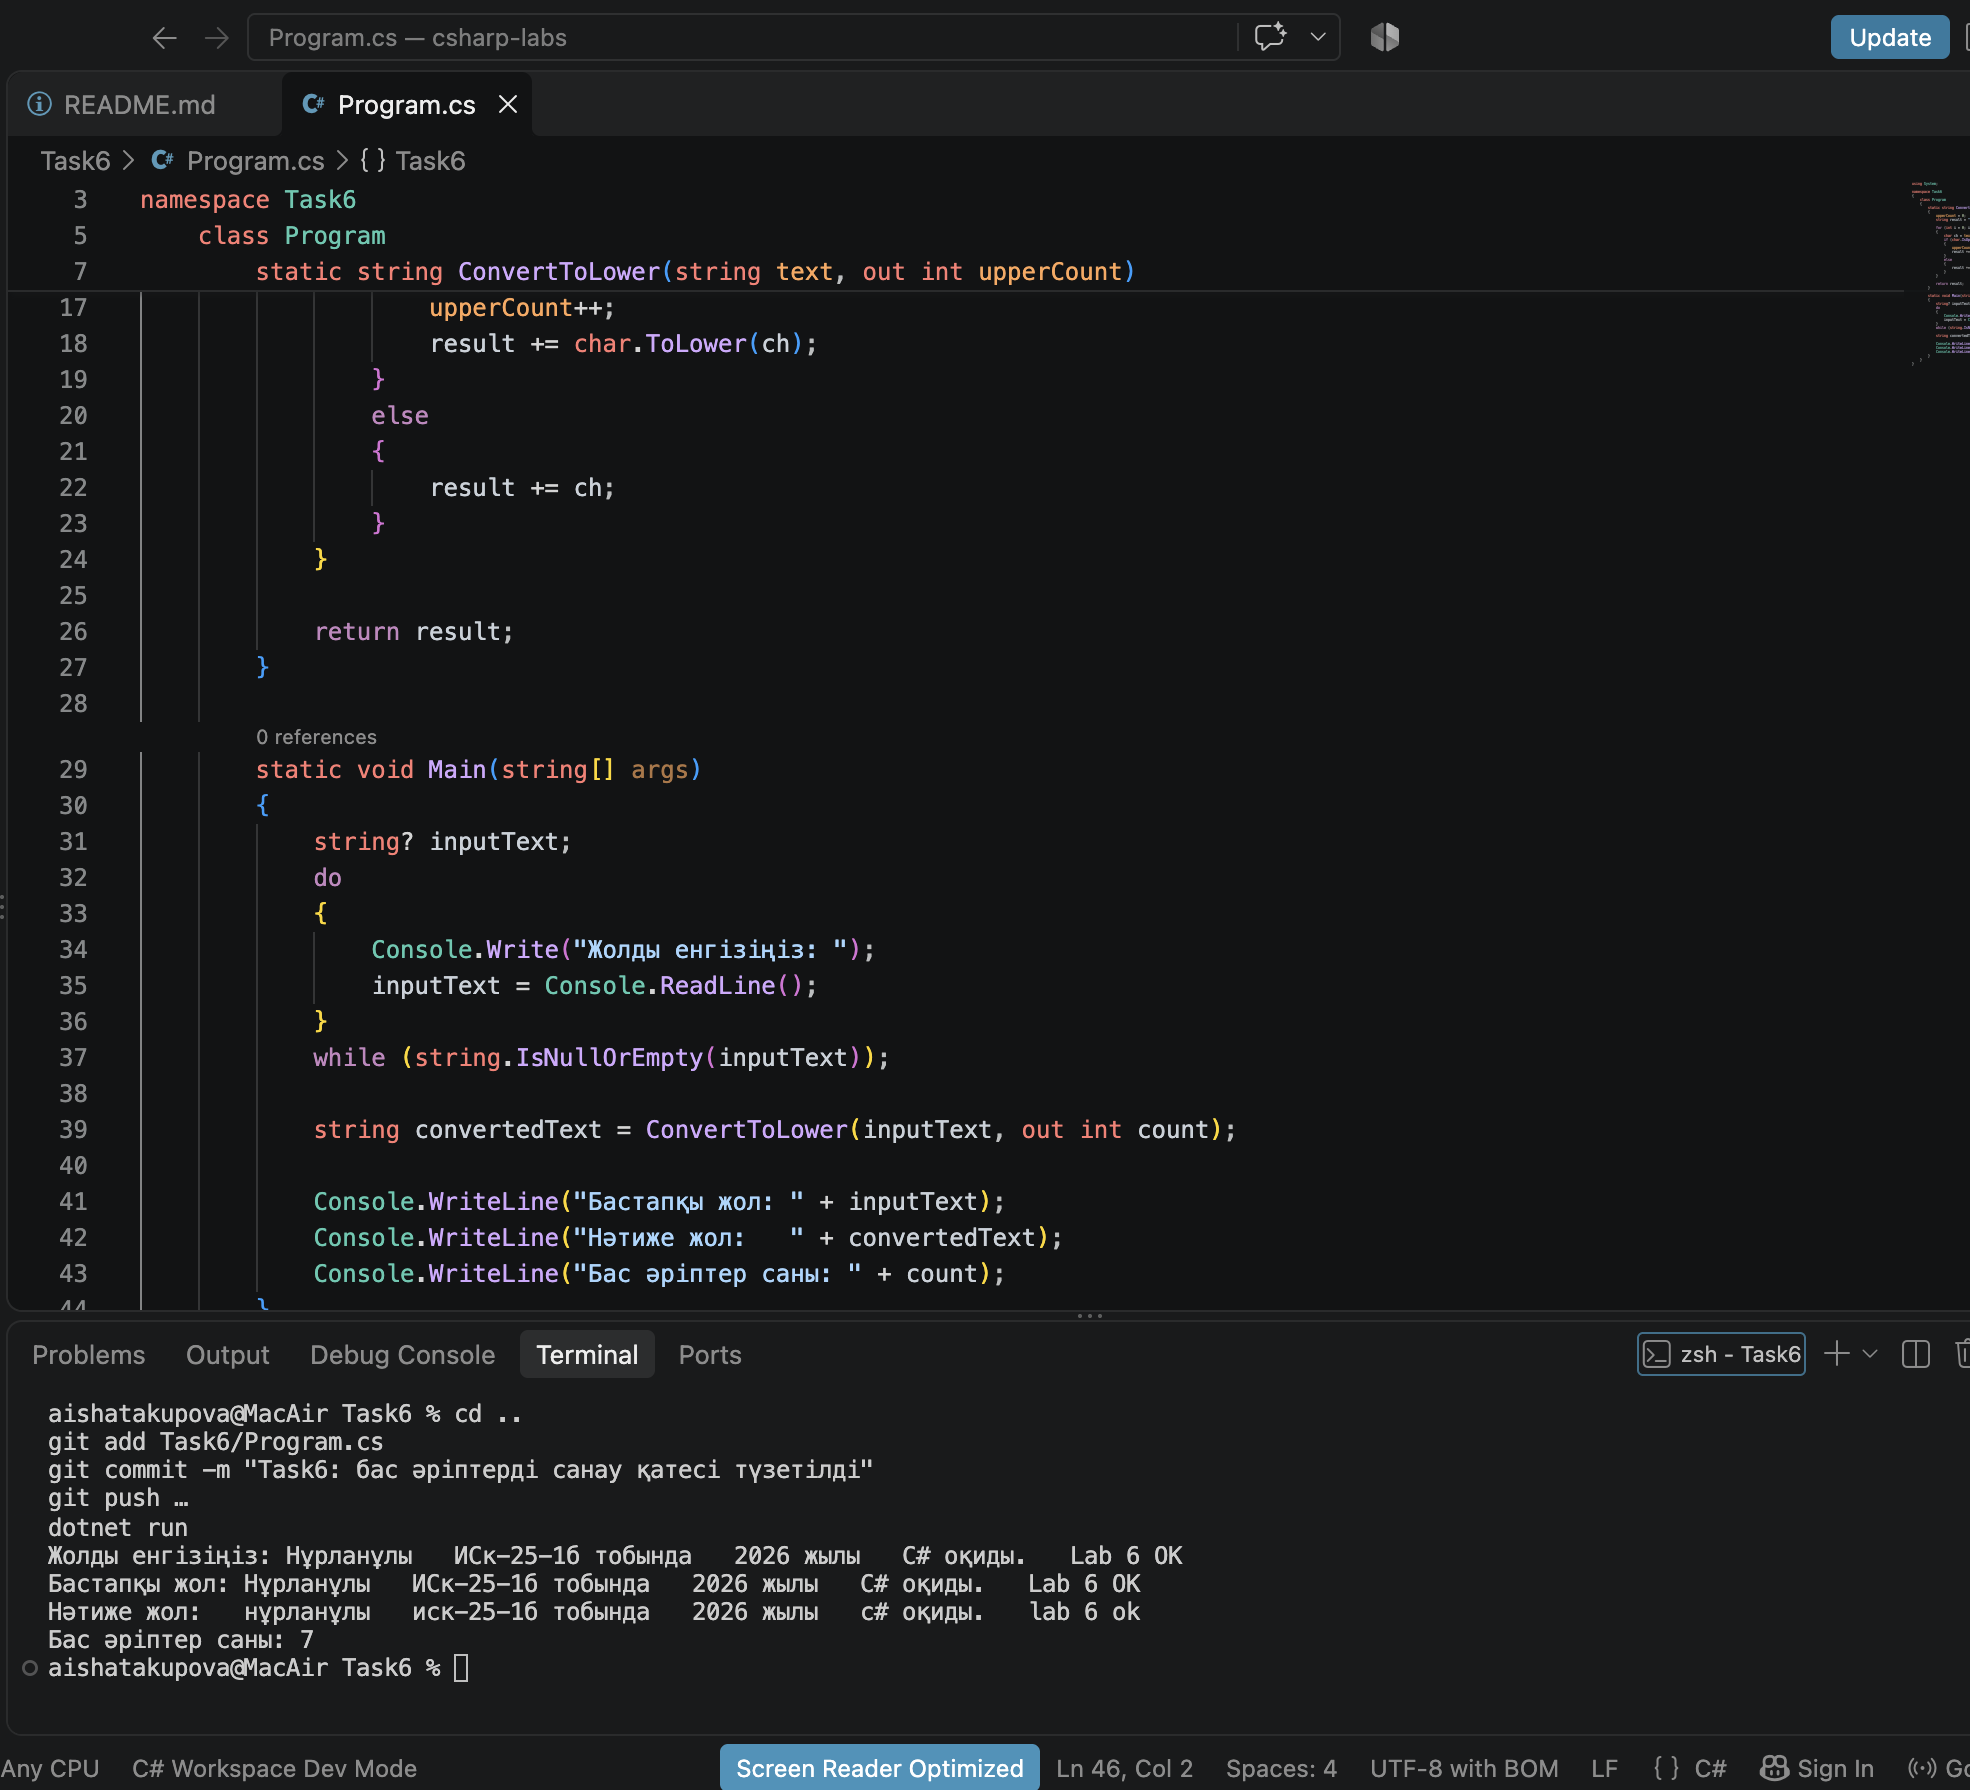 Program.cs — csharp-labs
Update
README.md
C# Program.cs
Task6 > C# Program.cs > { } Task6
3 namespace Task6
5 class Program
7 static string ConvertToLower(string text, out int upperCount)
17 upperCount++;
18 result += char.ToLower(ch);
19 }
20 else
21 {
22 result += ch;
23 }
24 }
25
26 return result;
27 }
28
0 references
29 static void Main(string[] args)
30 {
31 string? inputText;
32 do
33 {
34 Console.Write("Жолды енгізіңіз: ");
35 inputText = Console.ReadLine();
36 }
37 while (string.IsNullOrEmpty(inputText));
38
39 string convertedText = ConvertToLower(inputText, out int count);
40
41 Console.WriteLine("Бастапқы жол: " + inputText);
42 Console.WriteLine("Нәтиже жол:   " + convertedText);
43 Console.WriteLine("Бас әріптер саны: " + count);
44 }
Problems Output Debug Console Terminal Ports
zsh - Task6
aishatakupova@MacAir Task6 % cd ..
git add Task6/Program.cs
git commit -m "Task6: бас әріптерді санау қатесі түзетілді"
git push …
dotnet run
Жолды енгізіңіз: Нұрланұлы   ИСк-25-1б тобында   2026 жылы   C# оқиды.   Lab 6 OK
Бастапқы жол: Нұрланұлы   ИСк-25-1б тобында   2026 жылы   C# оқиды.   Lab 6 OK
Нәтиже жол:   нұрланұлы   иск-25-1б тобында   2026 жылы   c# оқиды.   lab 6 ok
Бас әріптер саны: 7
aishatakupova@MacAir Task6 %
Any CPU C# Workspace Dev Mode Screen Reader Optimized Ln 46, Col 2 Spaces: 4 UTF-8 with BOM LF { } C# Sign In